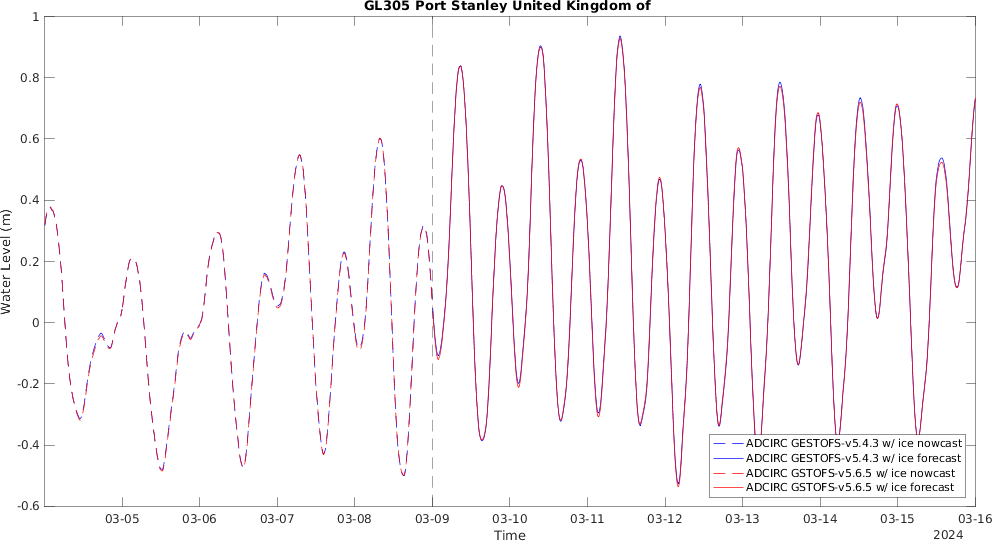 GL305 Port Stanley United Kingdom of
1
0.8
0.6
0.4
0.2
0
-0.2
-0.4
-0.6
Water Level (m)
ADCIRC GESTOFS-v5.4.3 w/ ice nowcast
ADCIRC GESTOFS-v5.4.3 w/ ice forecast
ADCIRC GSTOFS-v5.6.5 w/ ice nowcast
ADCIRC GSTOFS-v5.6.5 w/ ice forecast
03-05 03-06 03-07 03-08 03-09 03-10 03-11 03-12 03-13 03-14 03-15 03-16
Time
2024